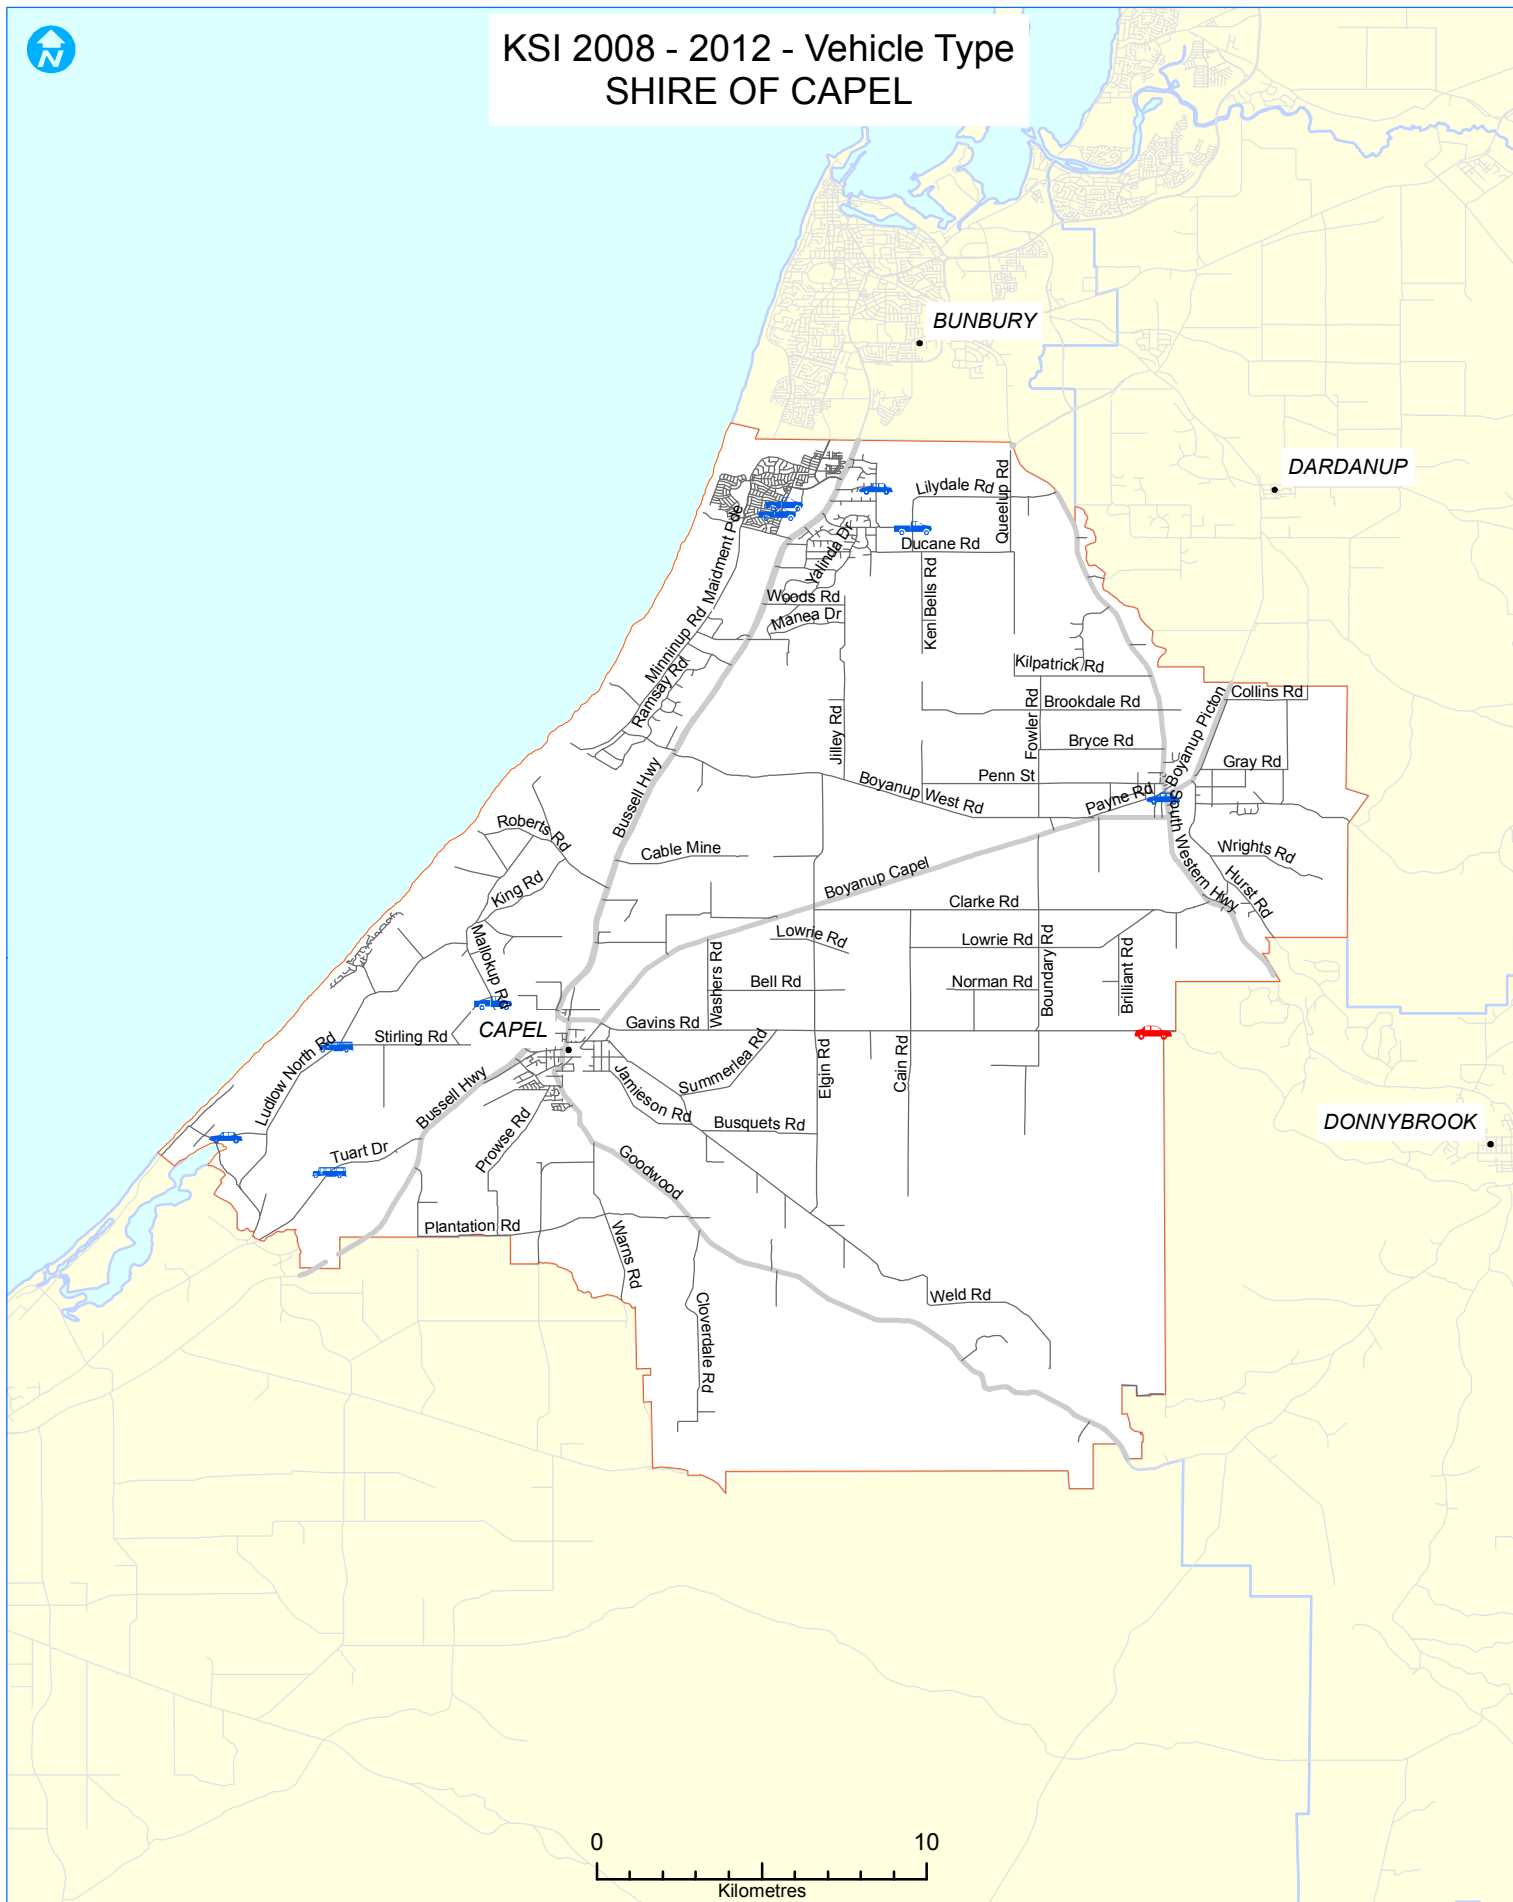 N
KSI 2008 - 2012 - Vehicle Type
SHIRE OF CAPEL
BUNBURY
DARDANUP
Lilydale Rd
Queelup Rd
Maidment Pde
Yalinda Dr
Ducane Rd
Ken Bells Rd
Woods Rd
Manea Dr
Minninup Rd
Ramsay Rd
Kilpatrick Rd
Collins Rd
Brookdale Rd
Fowler Rd
Jilley Rd
Boyanup Picton
Bryce Rd
Gray Rd
Bussell Hwy
Penn St
Boyanup West Rd
Payne Rd
South Western Hwy
Roberts Rd
Cable Mine
Wrights Rd
Boyanup Capel
King Rd
Hurst Rd
Clarke Rd
Mallokup Rd
Lowrie Rd
Lowrie Rd
Boundary Rd
Brilliant Rd
Washers Rd
Bell Rd
Norman Rd
CAPEL
Gavins Rd
Stirling Rd
Ludlow North Rd
Summerlea Rd
Elgin Rd
Cain Rd
Bussell Hwy
Jamieson Rd
Busquets Rd
DONNYBROOK
Prowse Rd
Tuart Dr
Goodwood
Plantation Rd
Warns Rd
Weld Rd
Cloverdale Rd
0 10
Kilometres